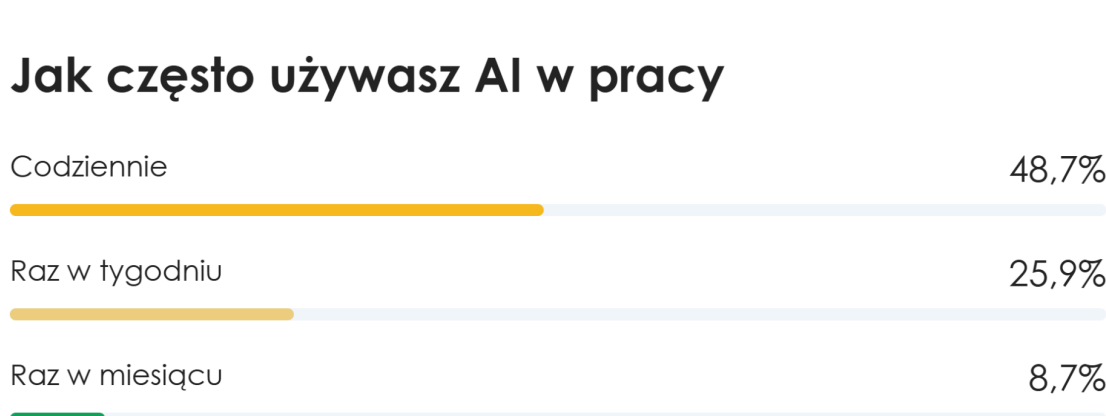 Jak często używasz AI w pracy
Codziennie 48,7%
Raz w tygodniu 25,9%
Raz w miesiącu 8,7%